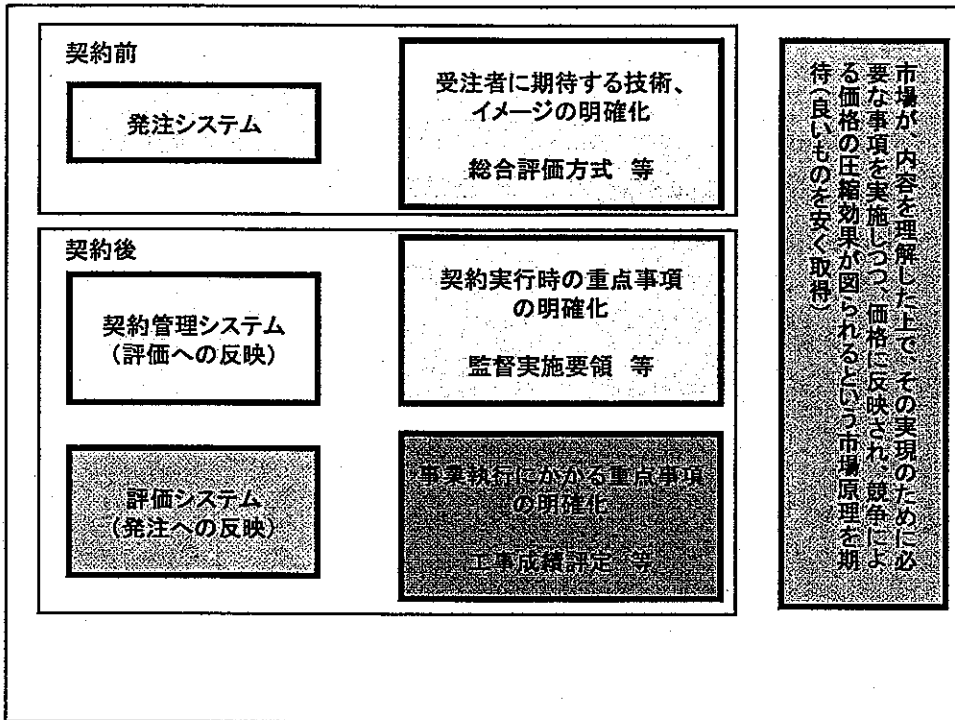 契約前
発注システム
受注者に期待する技術、
イメージの明確化
総合評価方式 等
契約後
契約管理システム
（評価への反映）
契約実行時の重点事項
の明確化
監督実施要領 等
評価システム
（発注への反映）
事業執行にかかる重点事項
の明確化
工事成績評定 等
市場が、内容を理解した上で、その実現のために必
要な事項を実施しつつ、価格に反映され、競争によ
る価格の圧縮効果が図られるという市場原理を期
待（良いものを安く取得）